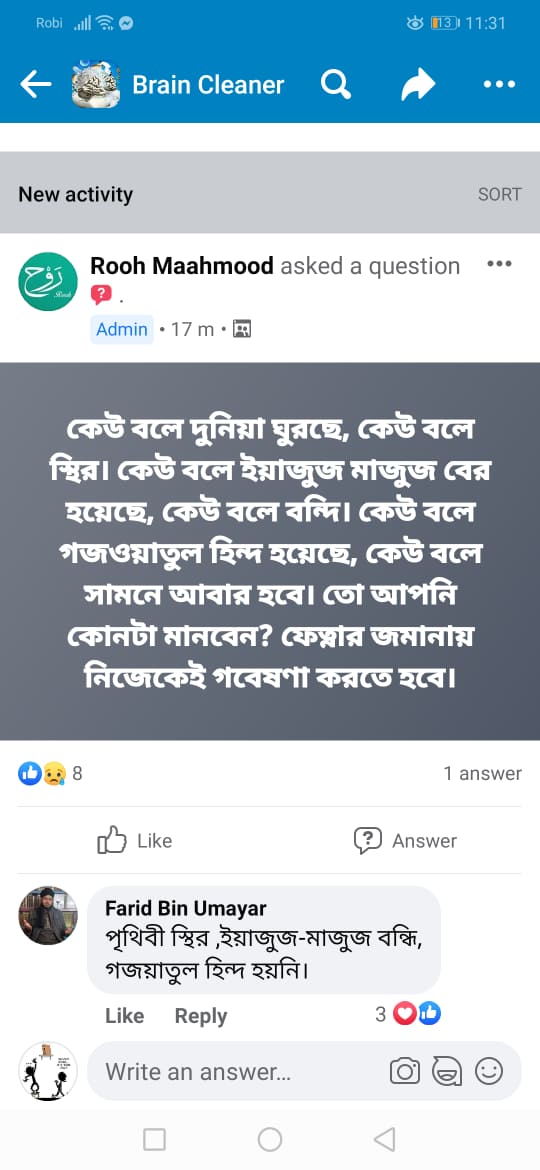 Robi 13 11:31
Brain Cleaner
New activity SORT
Rooh Maahmood asked a question
? .
Admin • 17 m •
কেউ বলে দুনিয়া ঘুরছে, কেউ বলে
স্থির। কেউ বলে ইয়াজুজ মাজুজ বের
হয়েছে, কেউ বলে বন্দি। কেউ বলে
গজওয়াতুল হিন্দ হয়েছে, কেউ বলে
সামনে আবার হবে। তো আপনি
কোনটা মানবেন? ফেত্নার জমানায়
নিজেকেই গবেষণা করতে হবে।
8 1 answer
Like Answer
Farid Bin Umayar
পৃথিবী স্থির ,ইয়াজুজ-মাজুজ বন্ধি,
গজয়াতুল হিন্দ হয়নি।
Like Reply 3
Write an answer...